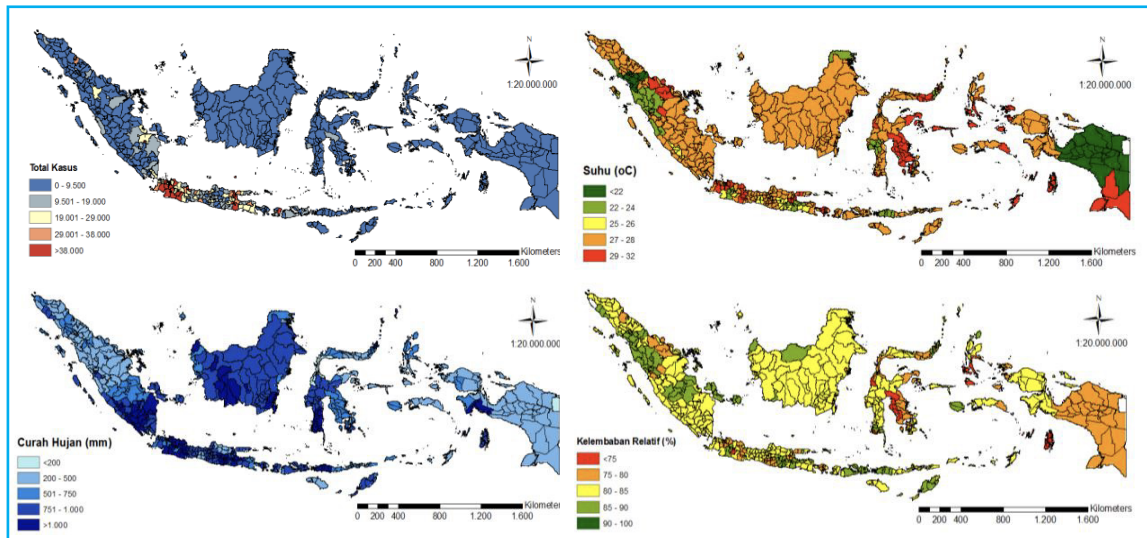 N
1:20.000.000
Total Kasus
0 - 9.500
9.501 - 19.000
19.001 - 29.000
29.001 - 38.000
>38.000
Kilometers
0 200 400 800 1.200 1.600
N
1:20.000.000
Suhu (oC)
<22
22 - 24
25 - 26
27 - 28
29 - 32
Kilometers
0 200 400 800 1.200 1.600
N
1:20.000.000
Curah Hujan (mm)
<200
200 - 500
501 - 750
751 - 1.000
>1.000
Kilometers
0 200 400 800 1.200 1.600
N
1:20.000.000
Kelembaban Relatif (%)
<75
75 - 80
80 - 85
85 - 90
90 - 100
Kilometers
0 200 400 800 1.200 1.600